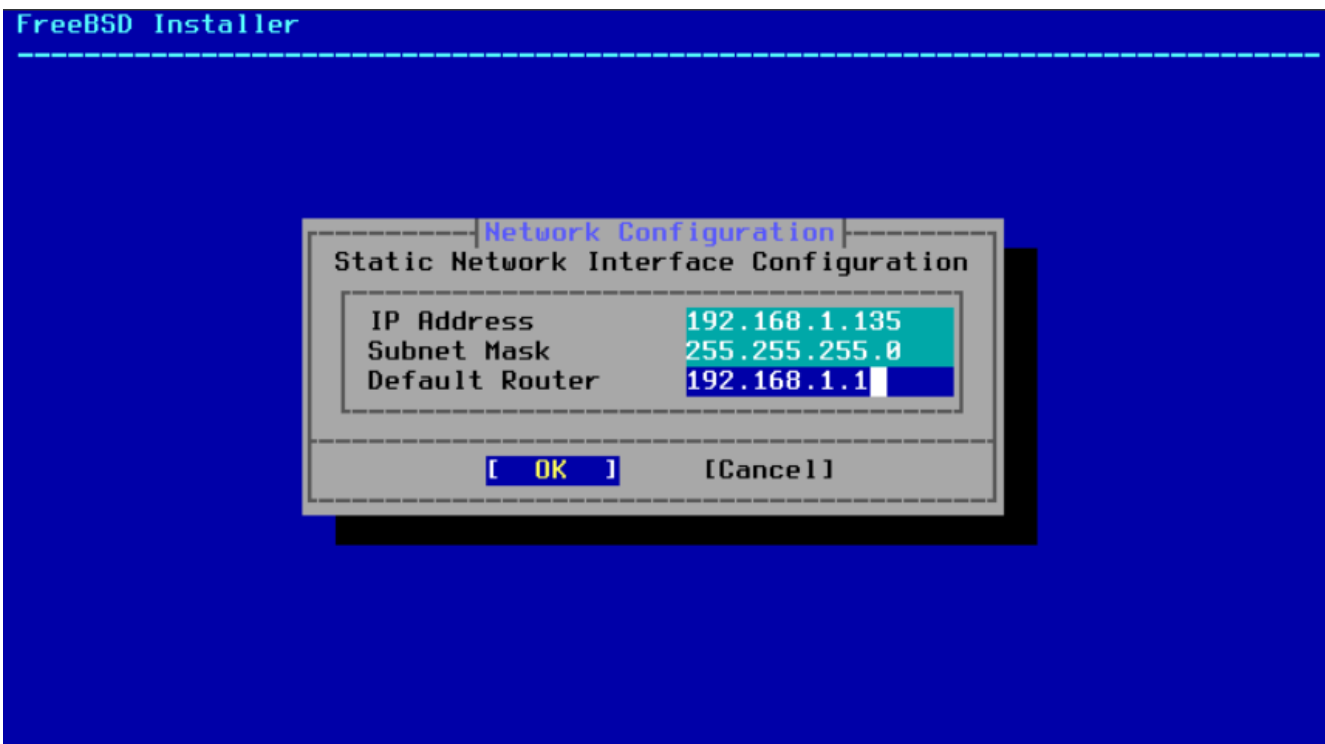 FreeBSD Installer
Network Configuration
Static Network Interface Configuration
IP Address 192.168.1.135
Subnet Mask 255.255.255.0
Default Router 192.168.1.1
[ OK ] [Cancel]